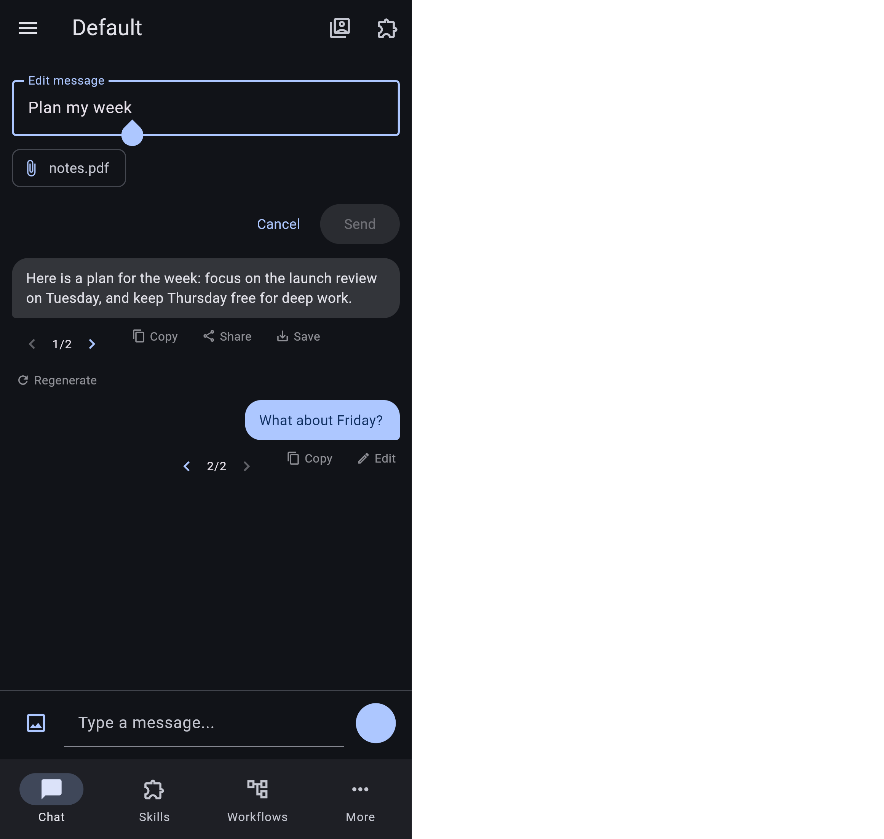 Default
Edit message
Plan my week
notes.pdf
Cancel
Send
Here is a plan for the week: focus on the launch review
on Tuesday, and keep Thursday free for deep work.
1/2
Copy
Share
Save
Regenerate
What about Friday?
2/2
Copy
Edit
Type a message...
Chat
Skills
Workflows
More